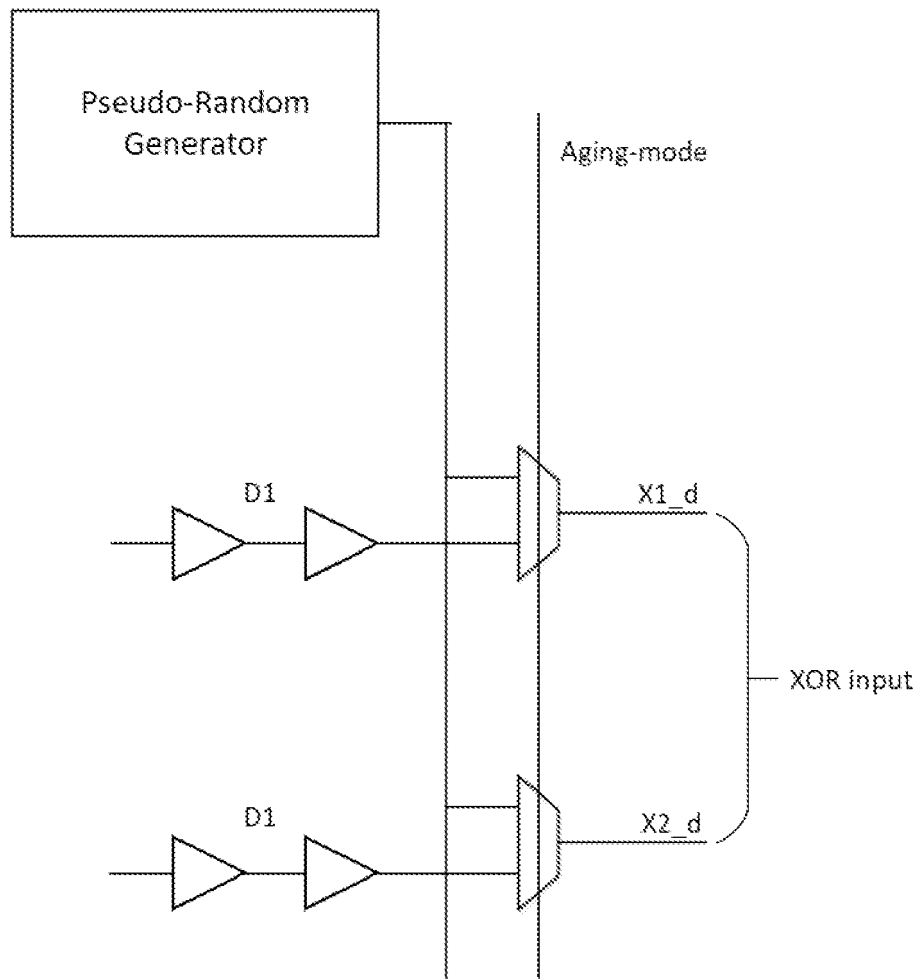 Pseudo-Random
Generator
Aging-mode
D1
X1_d
XOR input
D1
X2_d